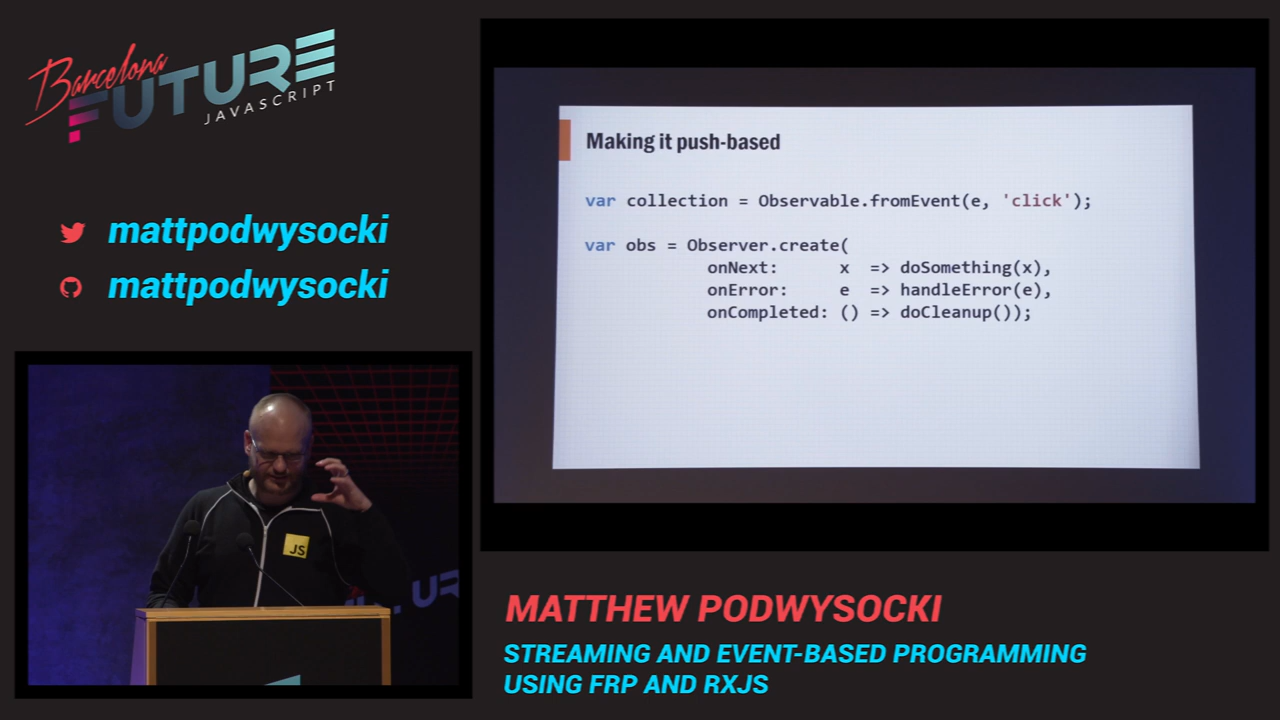 Barcelona
FUTURE
JAVASCRIPT
mattpodwysocki
mattpodwysocki
Making it push-based
var collection = Observable.fromEvent(e, 'click');
var obs = Observer.create(
onNext: x => doSomething(x),
onError: e => handleError(e),
onCompleted: () => doCleanup());
JS
UR
MATTHEW PODWYSOCKI
STREAMING AND EVENT-BASED PROGRAMMING
USING FRP AND RXJS